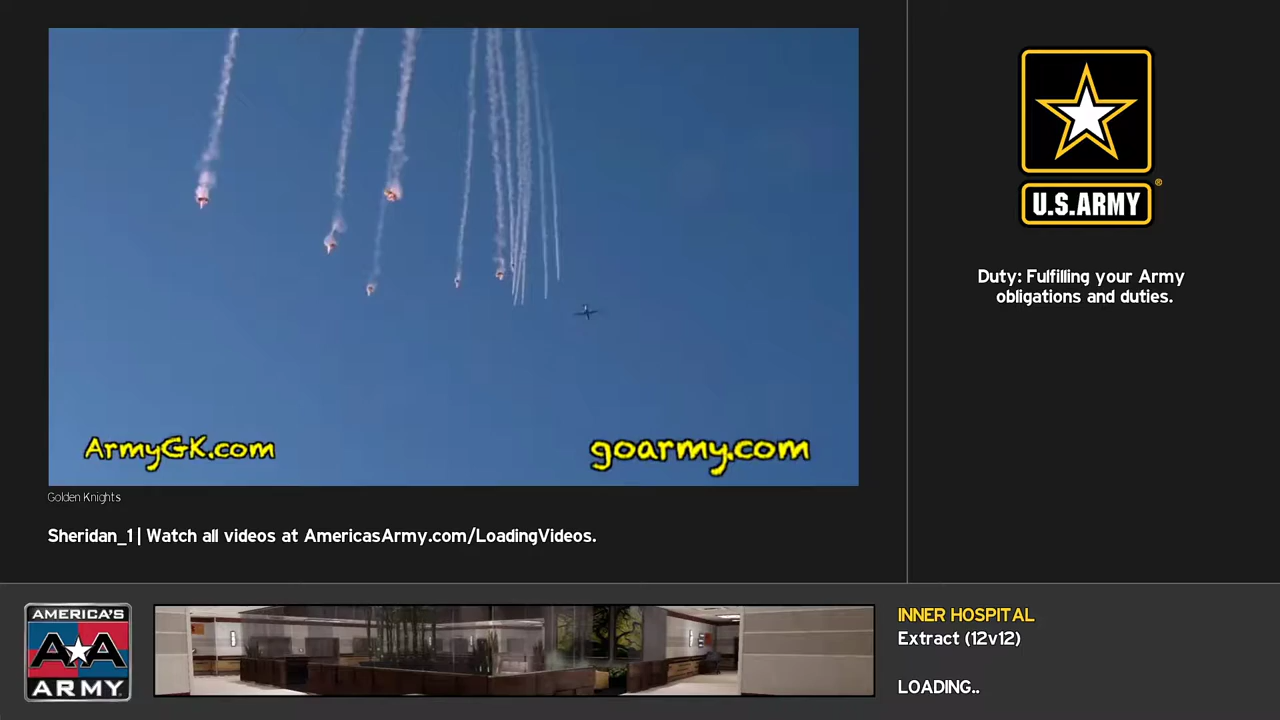 ArmyGK.com
goarmy.com
Golden Knights
Sheridan_1| Watch all videos at AmericasArmy.com/LoadingVideos.
U.S.ARMY®
Duty: Fulfilling your Army
obligations and duties.
AMERICA'S
AA
ARMY
INNER HOSPITAL
Extract (12v12)
LOADING..